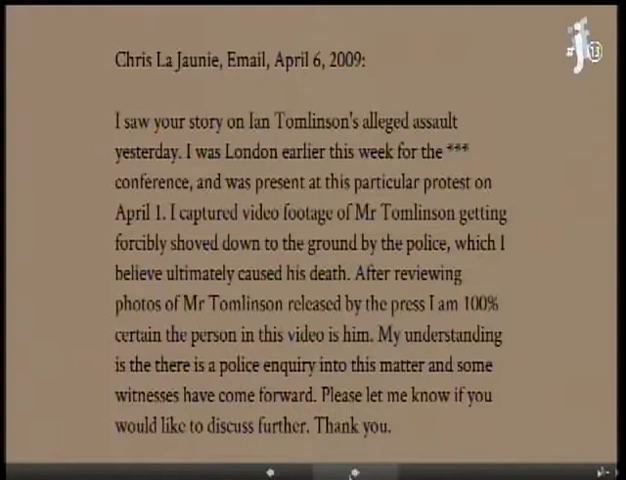 Chris La Jaunie, Email, April 6, 2009:
I saw your story on Ian Tomlinson's alleged assault
yesterday. I was London earlier this week for the ***
conference, and was present at this particular protest on
April 1. I captured video footage of Mr Tomlinson getting
forcibly shoved down to the ground by the police, which I
believe ultimately caused his death. After reviewing
photos of Mr Tomlinson released by the press I am 100%
certain the person in this video is him. My understanding
is the there is a police enquiry into this matter and some
witnesses have come forward. Please let me know if you
would like to discuss further. Thank you.
#ij13